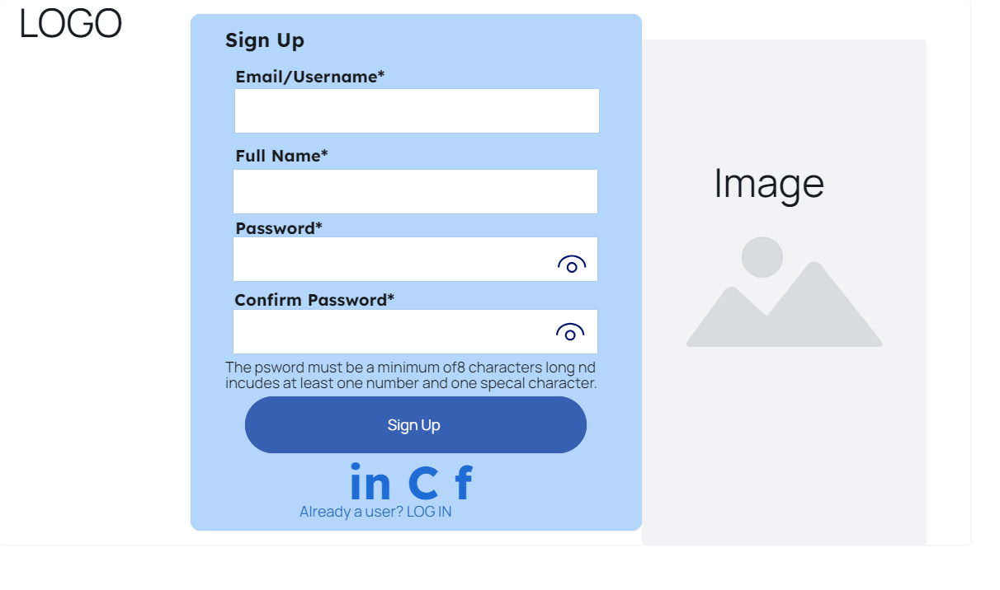 LOGO
Sign Up
Email/Username*
Full Name*
Password*
Confirm Password*
The psword must be a minimum of8 characters long nd
incudes at least one number and one specal character.
Sign Up
in C f
Already a user? LOG IN
Image